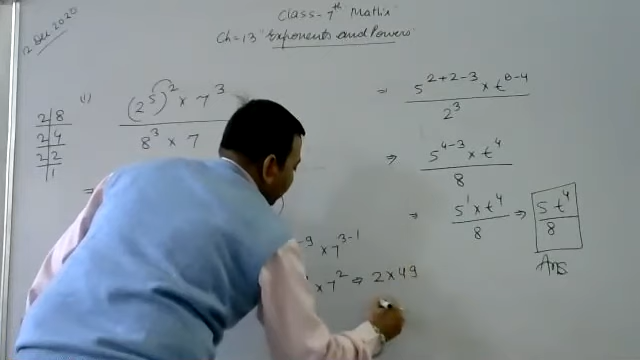 12 Dec 2020
Class-7th Maths
Ch=13 Exponents and Powers
(i) (2^5)^2 × 7^3
8^3 × 7
2 | 8
2 | 4
2 | 2
1
=
-9 × 7^{3-1}
× 7^2 ⇒ 2×49
= 5^{2+2-3} × t^{8-4}
2^3
⇒ 5^{4-3} × t^4
8
= 5^1 × t^4 ⇒ 5t^4
8 8
Ans